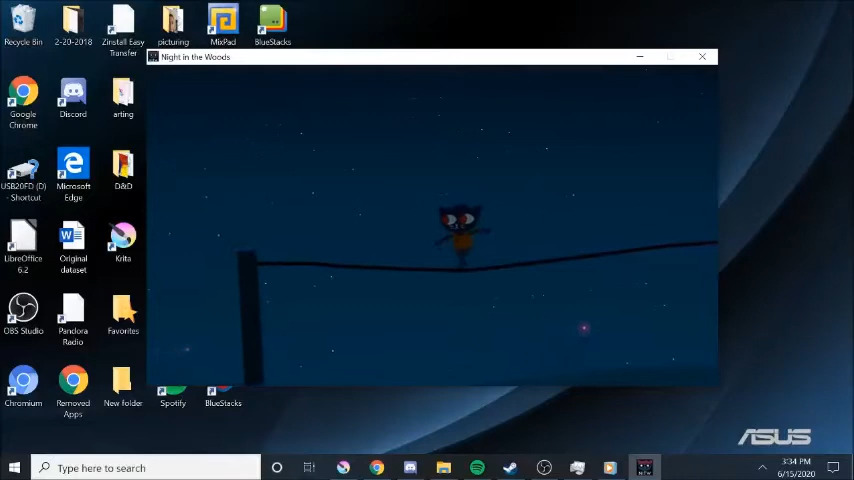 Recycle Bin
2-20-2018
Zinstall Easy
Transfer
picturing
MixPad
BlueStacks
Night in the Woods
Google
Chrome
Discord
arting
USB20FD (D)
- Shortcut
Microsoft
Edge
D&D
LibreOffice
6.2
Original
dataset
Krita
OBS Studio
Pandora
Radio
Favorites
Chromium
Removed
Apps
New folder
Spotify
BlueStacks
ASUS
Type here to search
NITW
3:34 PM
6/15/2020